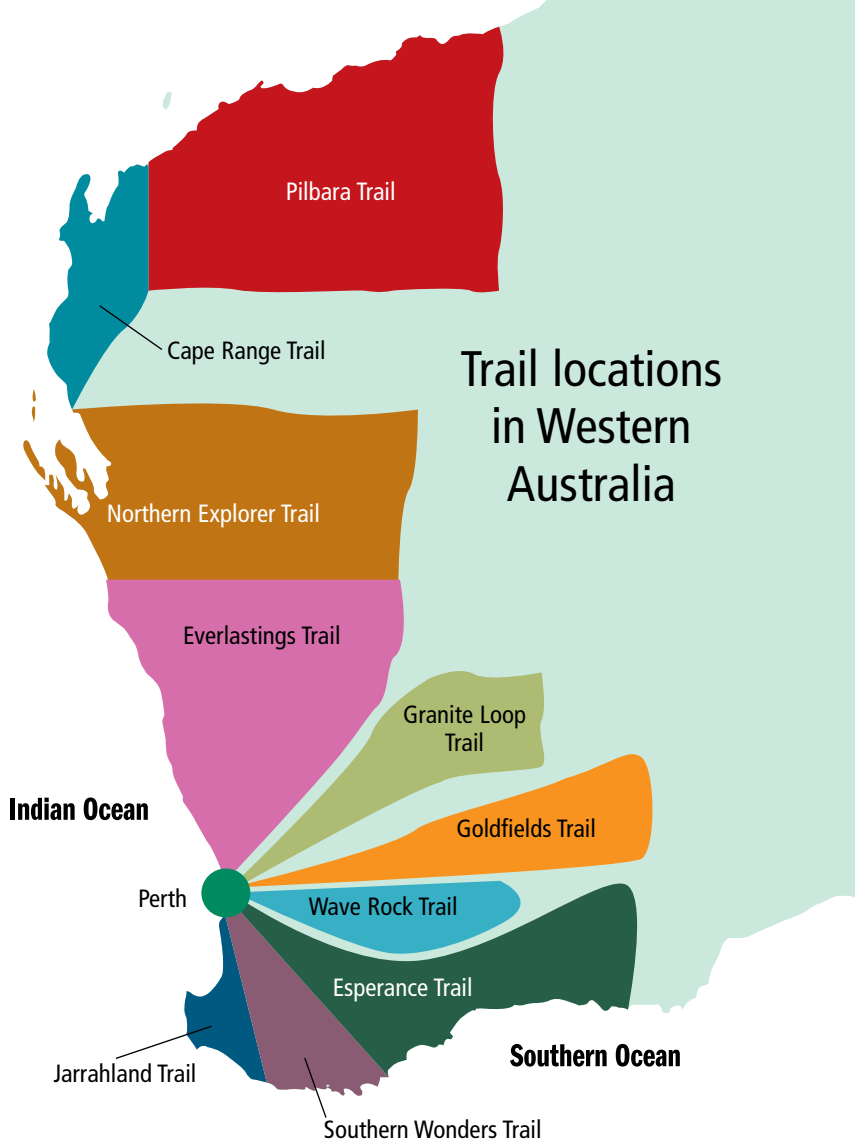 Pilbara Trail
Cape Range Trail
Trail locations
in Western
Australia
Northern Explorer Trail
Everlastings Trail
Granite Loop
Trail
Indian Ocean
Goldfields Trail
Perth
Wave Rock Trail
Esperance Trail
Southern Ocean
Jarrahland Trail
Southern Wonders Trail